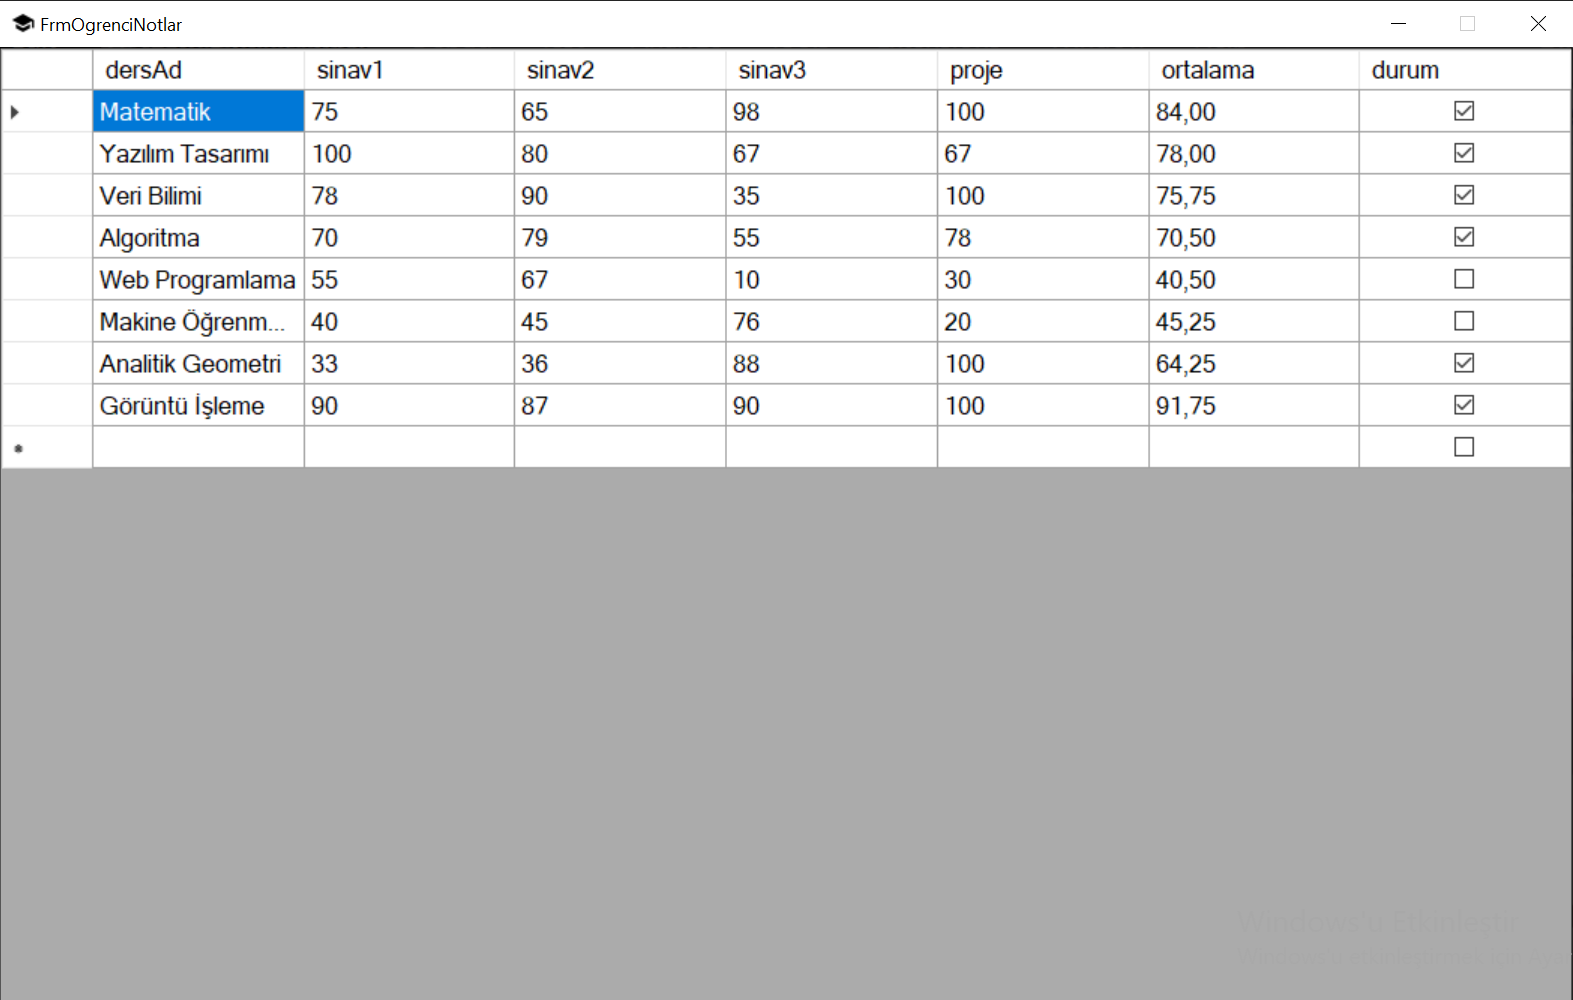 FrmOgrenciNotlar
dersAd sinav1 sinav2 sinav3 proje ortalama durum
Matematik 75 65 98 100 84,00
Yazılım Tasarımı 100 80 67 67 78,00
Veri Bilimi 78 90 35 100 75,75
Algoritma 70 79 55 78 70,50
Web Programlama 55 67 10 30 40,50
Makine Öğrenm... 40 45 76 20 45,25
Analitik Geometri 33 36 88 100 64,25
Görüntü İşleme 90 87 90 100 91,75
Windows'u Etkinleştir